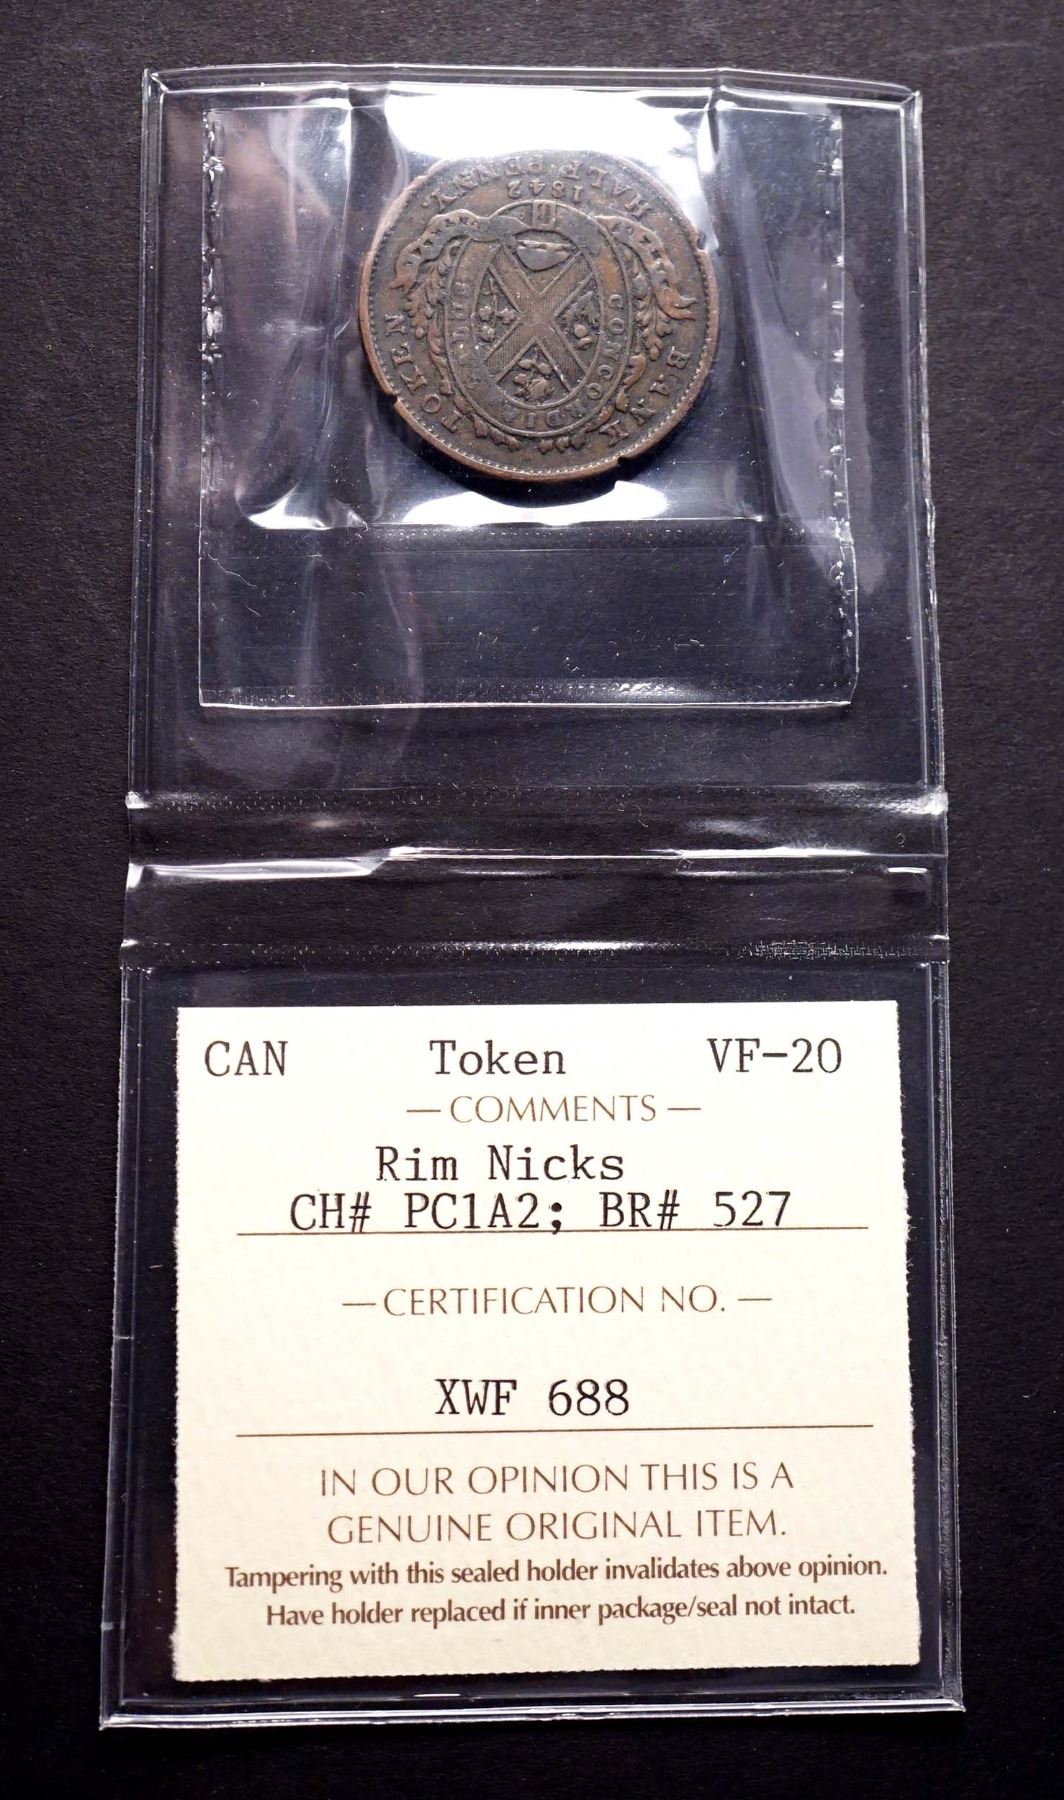 BANK TOKEN
HALF·PENNY
1842
CONCORDIA SALUS
CAN Token VF-20
—COMMENTS—
Rim Nicks
CH# PC1A2; BR# 527
—CERTIFICATION NO.—
XWF 688
IN OUR OPINION THIS IS A
GENUINE ORIGINAL ITEM.
Tampering with this sealed holder invalidates above opinion.
Have holder replaced if inner package/seal not intact.